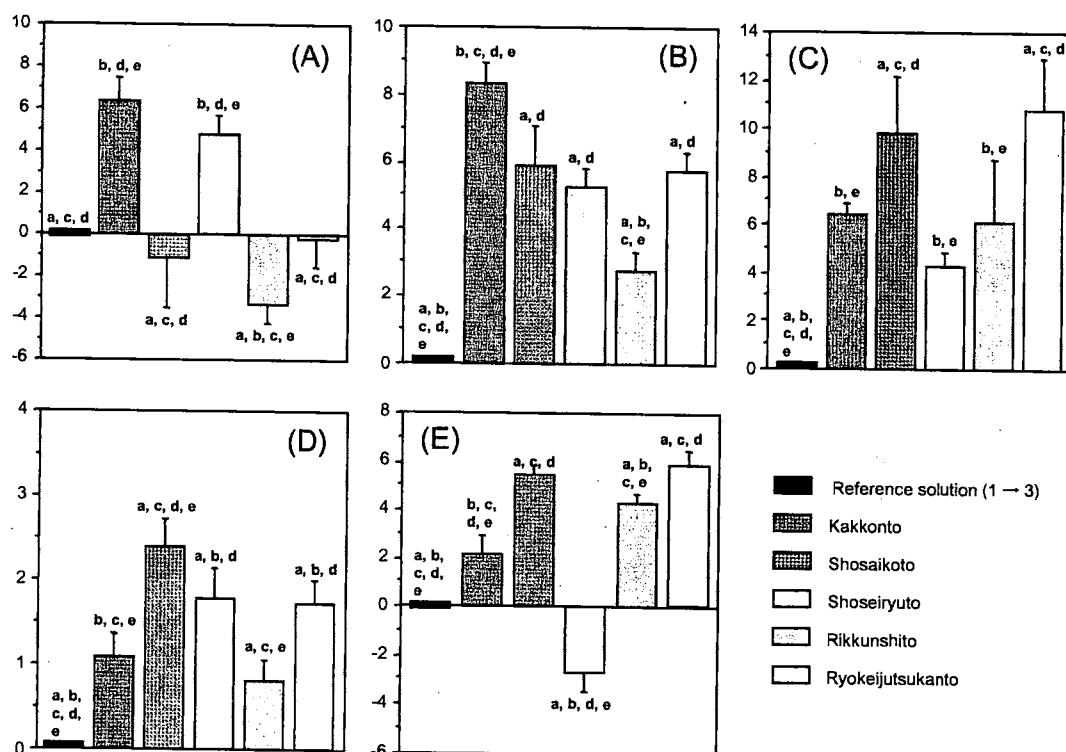 (A)
10
8
6
4
2
0
-2
-4
-6
a, c, d
b, d, e
a, c, d
b, d, e
a, b, c, e
a, c, d
(B)
10
8
6
4
2
0
a, b,
c, d,
e
b, c, d, e
a, d
a, d
a, b,
c, e
a, d
(C)
14
12
10
8
6
4
2
0
a, b,
c, d,
e
b, e
a, c, d
b, e
b, e
a, c, d
(D)
4
3
2
1
0
a, b,
c, d,
e
b, c, e
a, c, d, e
a, b, d
a, c, e
a, b, d
(E)
8
6
4
2
0
-2
-4
-6
a, b,
c, d,
e
b, c,
d, e
a, c, d
a, b, d, e
a, b,
c, e
a, c, d
Reference solution (1 → 3)
Kakkonto
Shosaikoto
Shoseiryuto
Rikkunshito
Ryokeijutsukanto